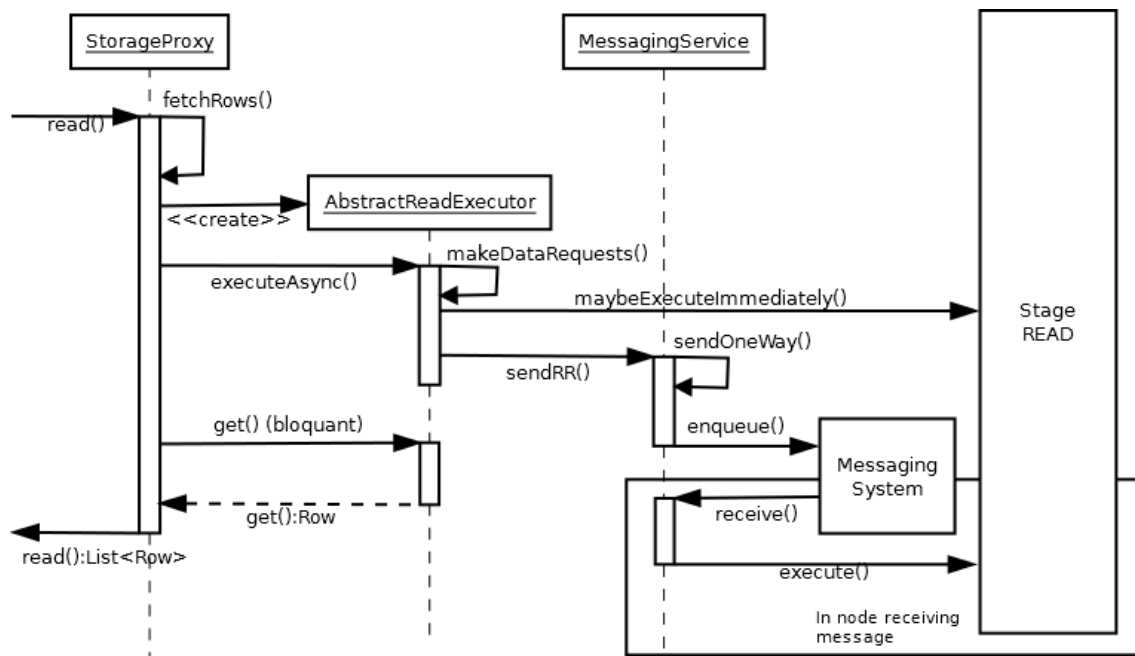 StorageProxy
MessagingService
fetchRows()
read()
AbstractReadExecutor
<<create>>
makeDataRequests()
executeAsync()
maybeExecuteImmediately()
Stage
READ
sendOneWay()
sendRR()
get() (bloquant)
enqueue()
Messaging
System
get():Row
receive()
read():List<Row>
execute()
In node receiving
message